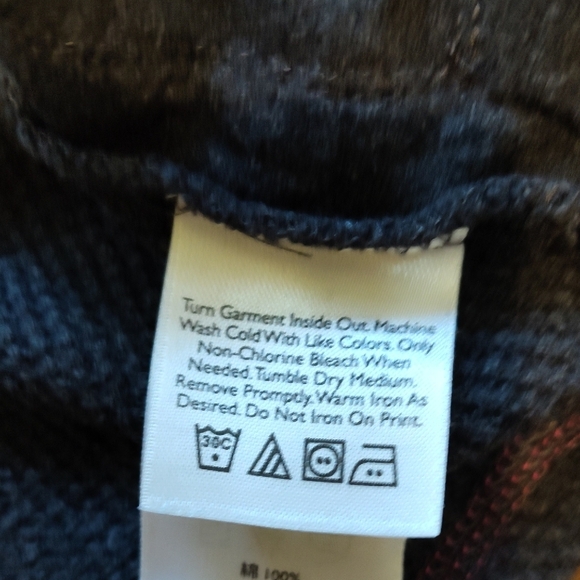 Turn Garment Inside Out. Machine
Wash Cold With Like Colors. Only
Non-Chlorine Bleach When
Needed. Tumble Dry Medium.
Remove Promptly. Warm Iron As
Desired. Do Not Iron On Print.
30C
100%